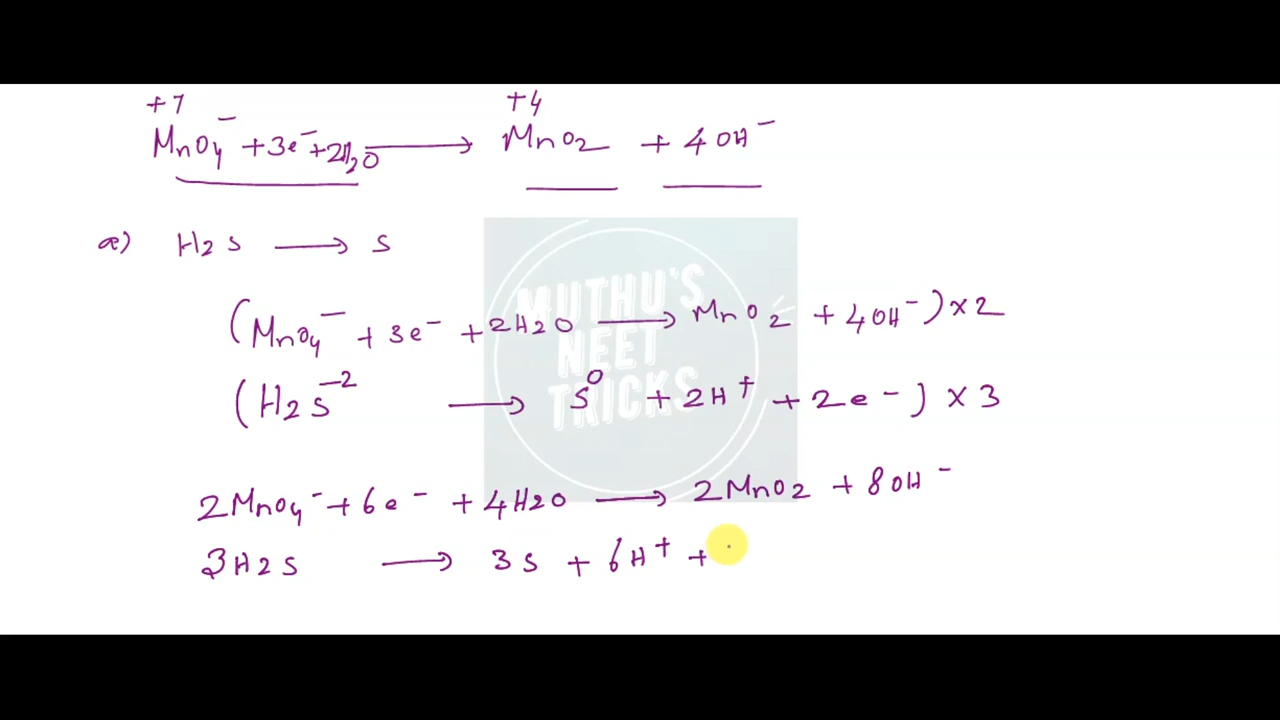 +7 +4
MnO4⁻ + 3e⁻ + 2H2O ⟶ MnO2 + 4OH⁻
a) H2S ⟶ S
MUTHU'S
NEET
TRICKS
(MnO4⁻ + 3e⁻ + 2H2O ⟶ MnO2 + 4OH⁻) × 2
(H2S⁻² ⟶ S⁰ + 2H⁺ + 2e⁻) × 3
2MnO4⁻ + 6e⁻ + 4H2O ⟶ 2MnO2 + 8OH⁻
3H2S ⟶ 3S + 6H⁺ +